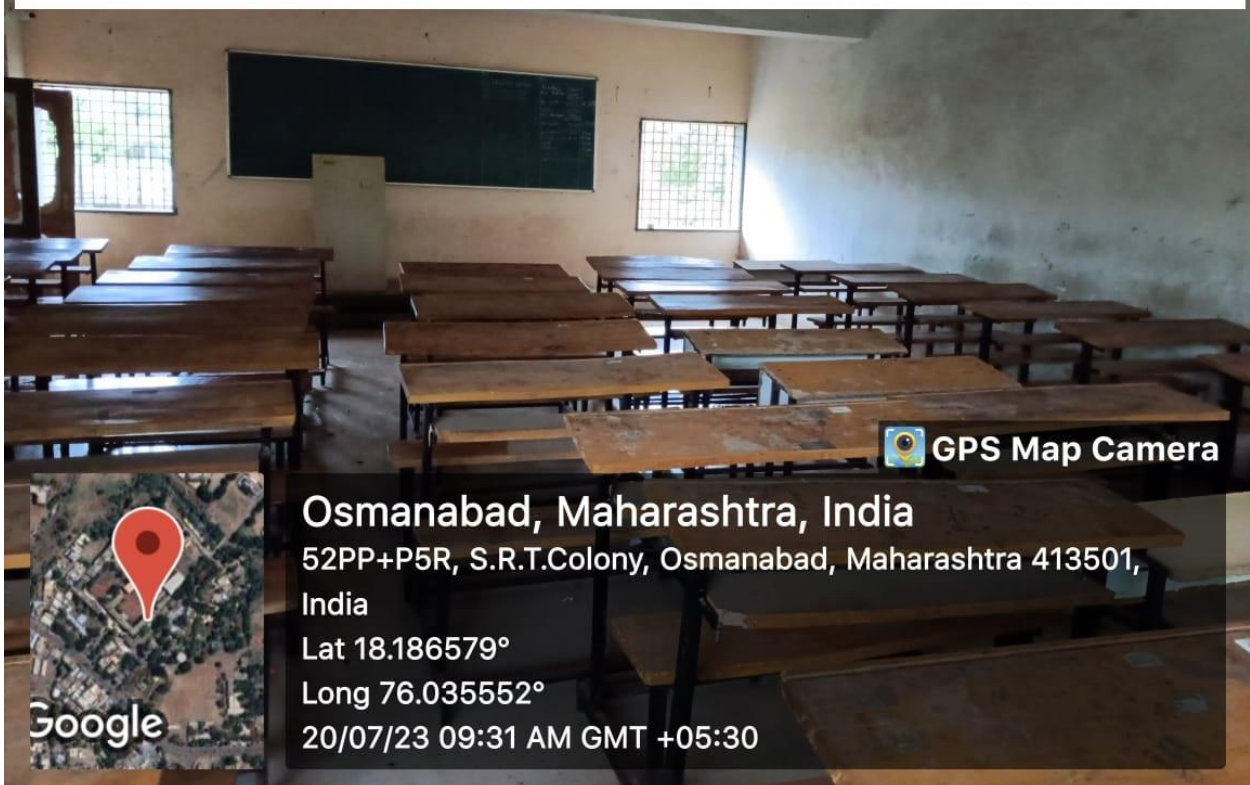 GPS Map Camera
Osmanabad, Maharashtra, India
52PP+P5R, S.R.T.Colony, Osmanabad, Maharashtra 413501,
India
Lat 18.186579°
Long 76.035552°
20/07/23 09:31 AM GMT +05:30
Google